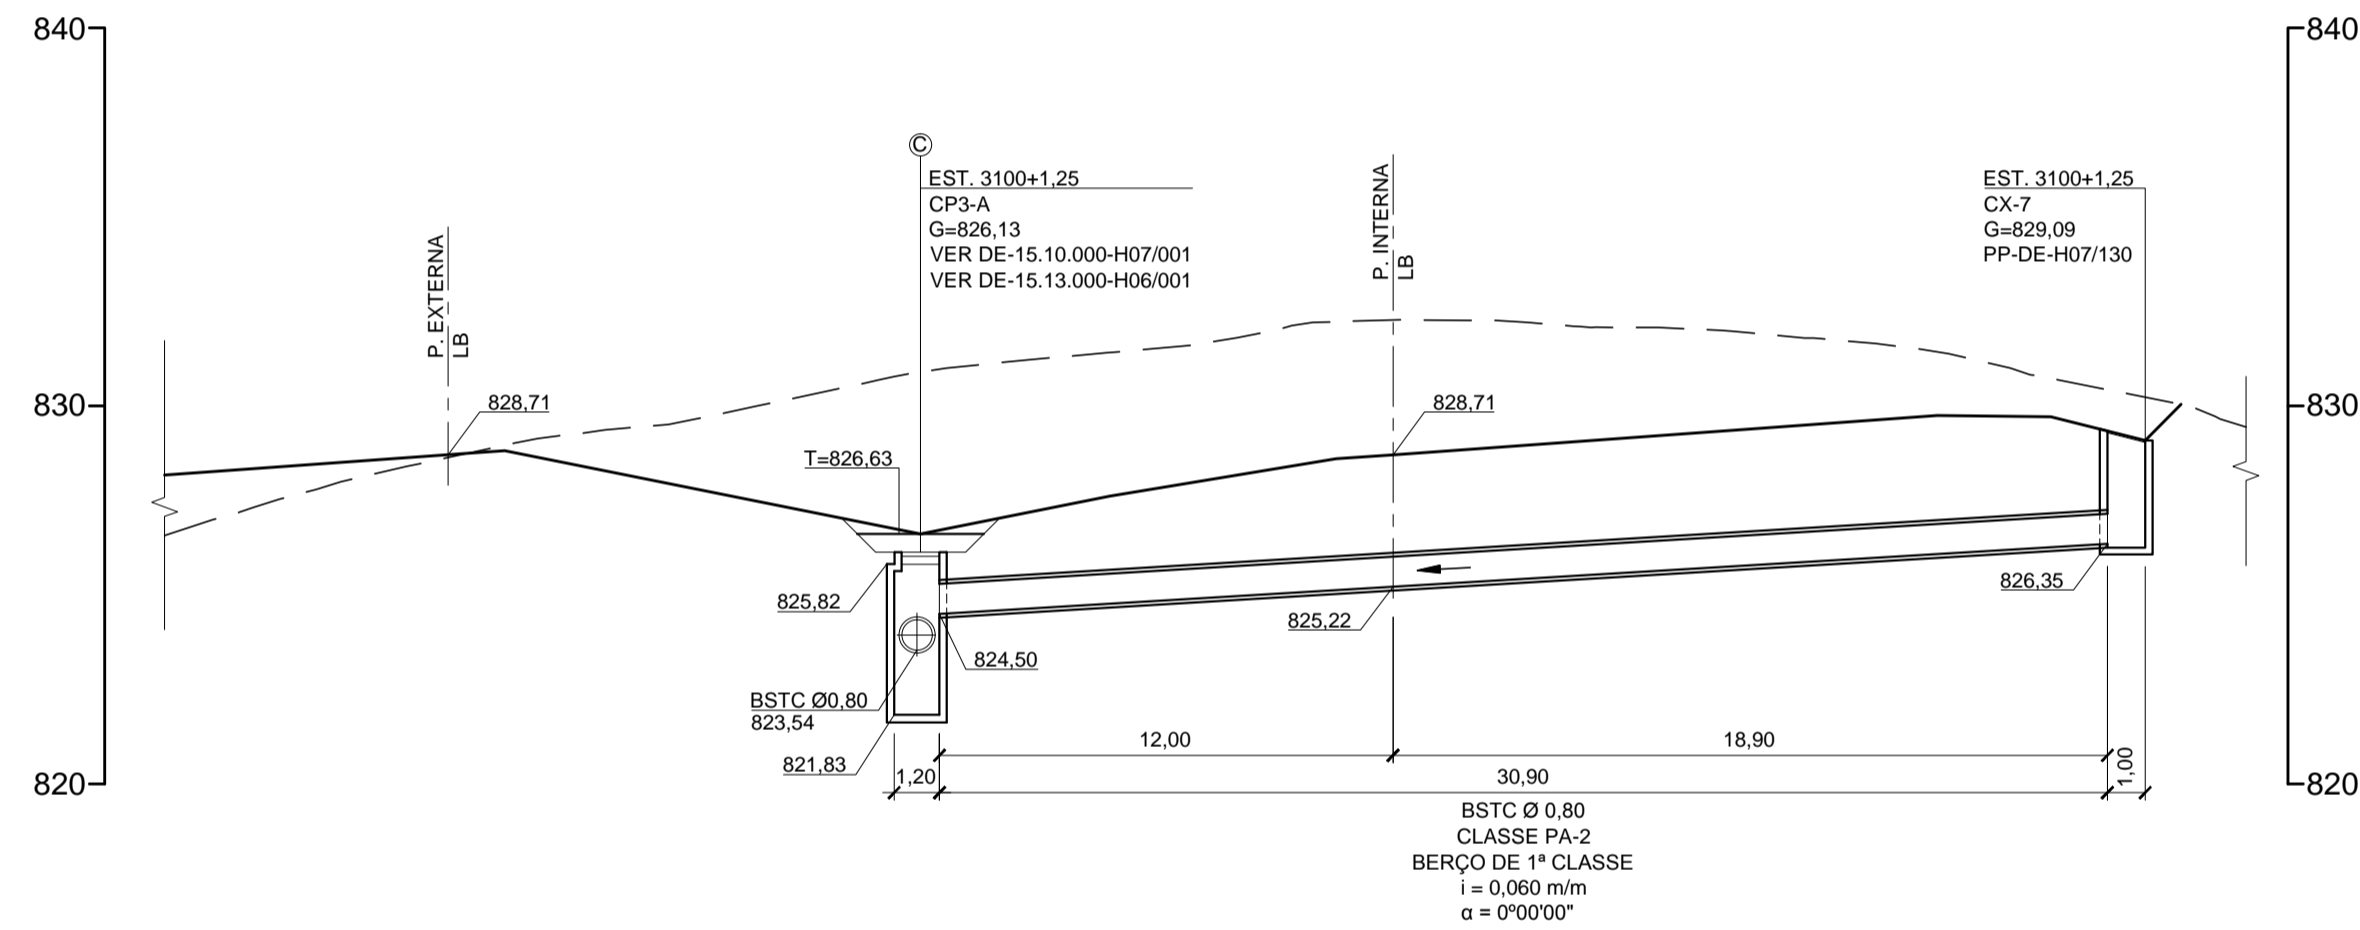 840
840
C
EST. 3100+1,25
CP3-A
G=826,13
VER DE-15.10.000-H07/001
VER DE-15.13.000-H06/001
P. INTERNA
LB
EST. 3100+1,25
CX-7
G=829,09
PP-DE-H07/130
P. EXTERNA
LB
830
828,71
828,71
830
T=826,63
825,82
826,35
825,22
824,50
BSTC Ø0,80
823,54
821,83
12,00
18,90
820
1,20
30,90
1,00
820
BSTC Ø 0,80
CLASSE PA-2
BERÇO DE 1ª CLASSE
i = 0,060 m/m
α = 0º00'00"